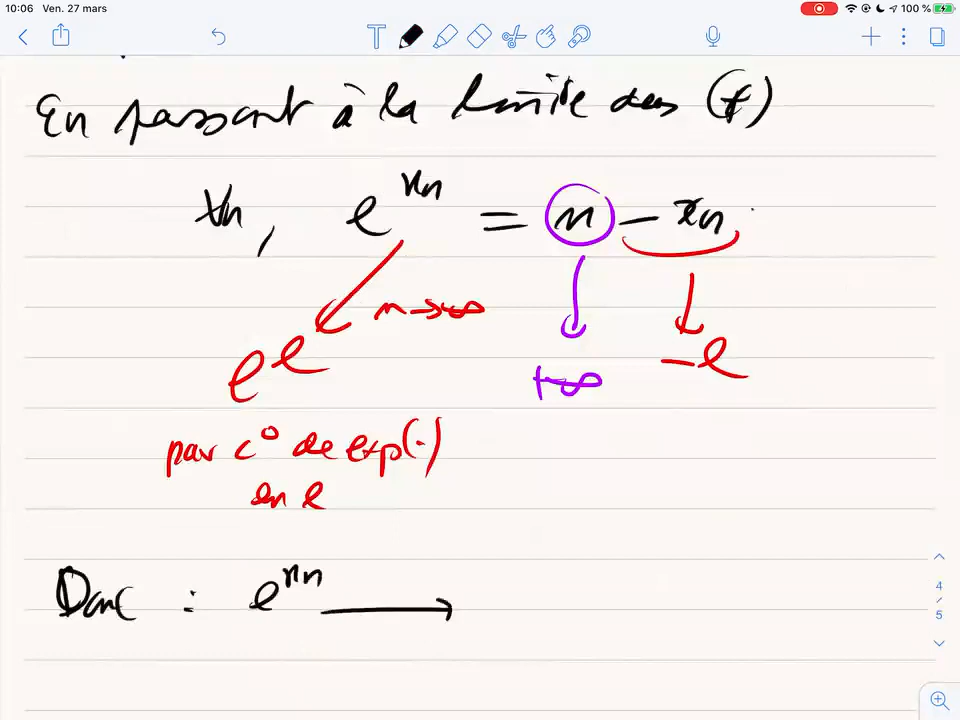 10:06 Ven. 27 mars 100 %
T
En passant à la limite dans (*)
∀n, e^{xn} = n - xn
n→+∞
e^ℓ +∞ -ℓ
par c° de exp(·)
en ℓ
4
/
5
Donc : e^{xn} ⟶